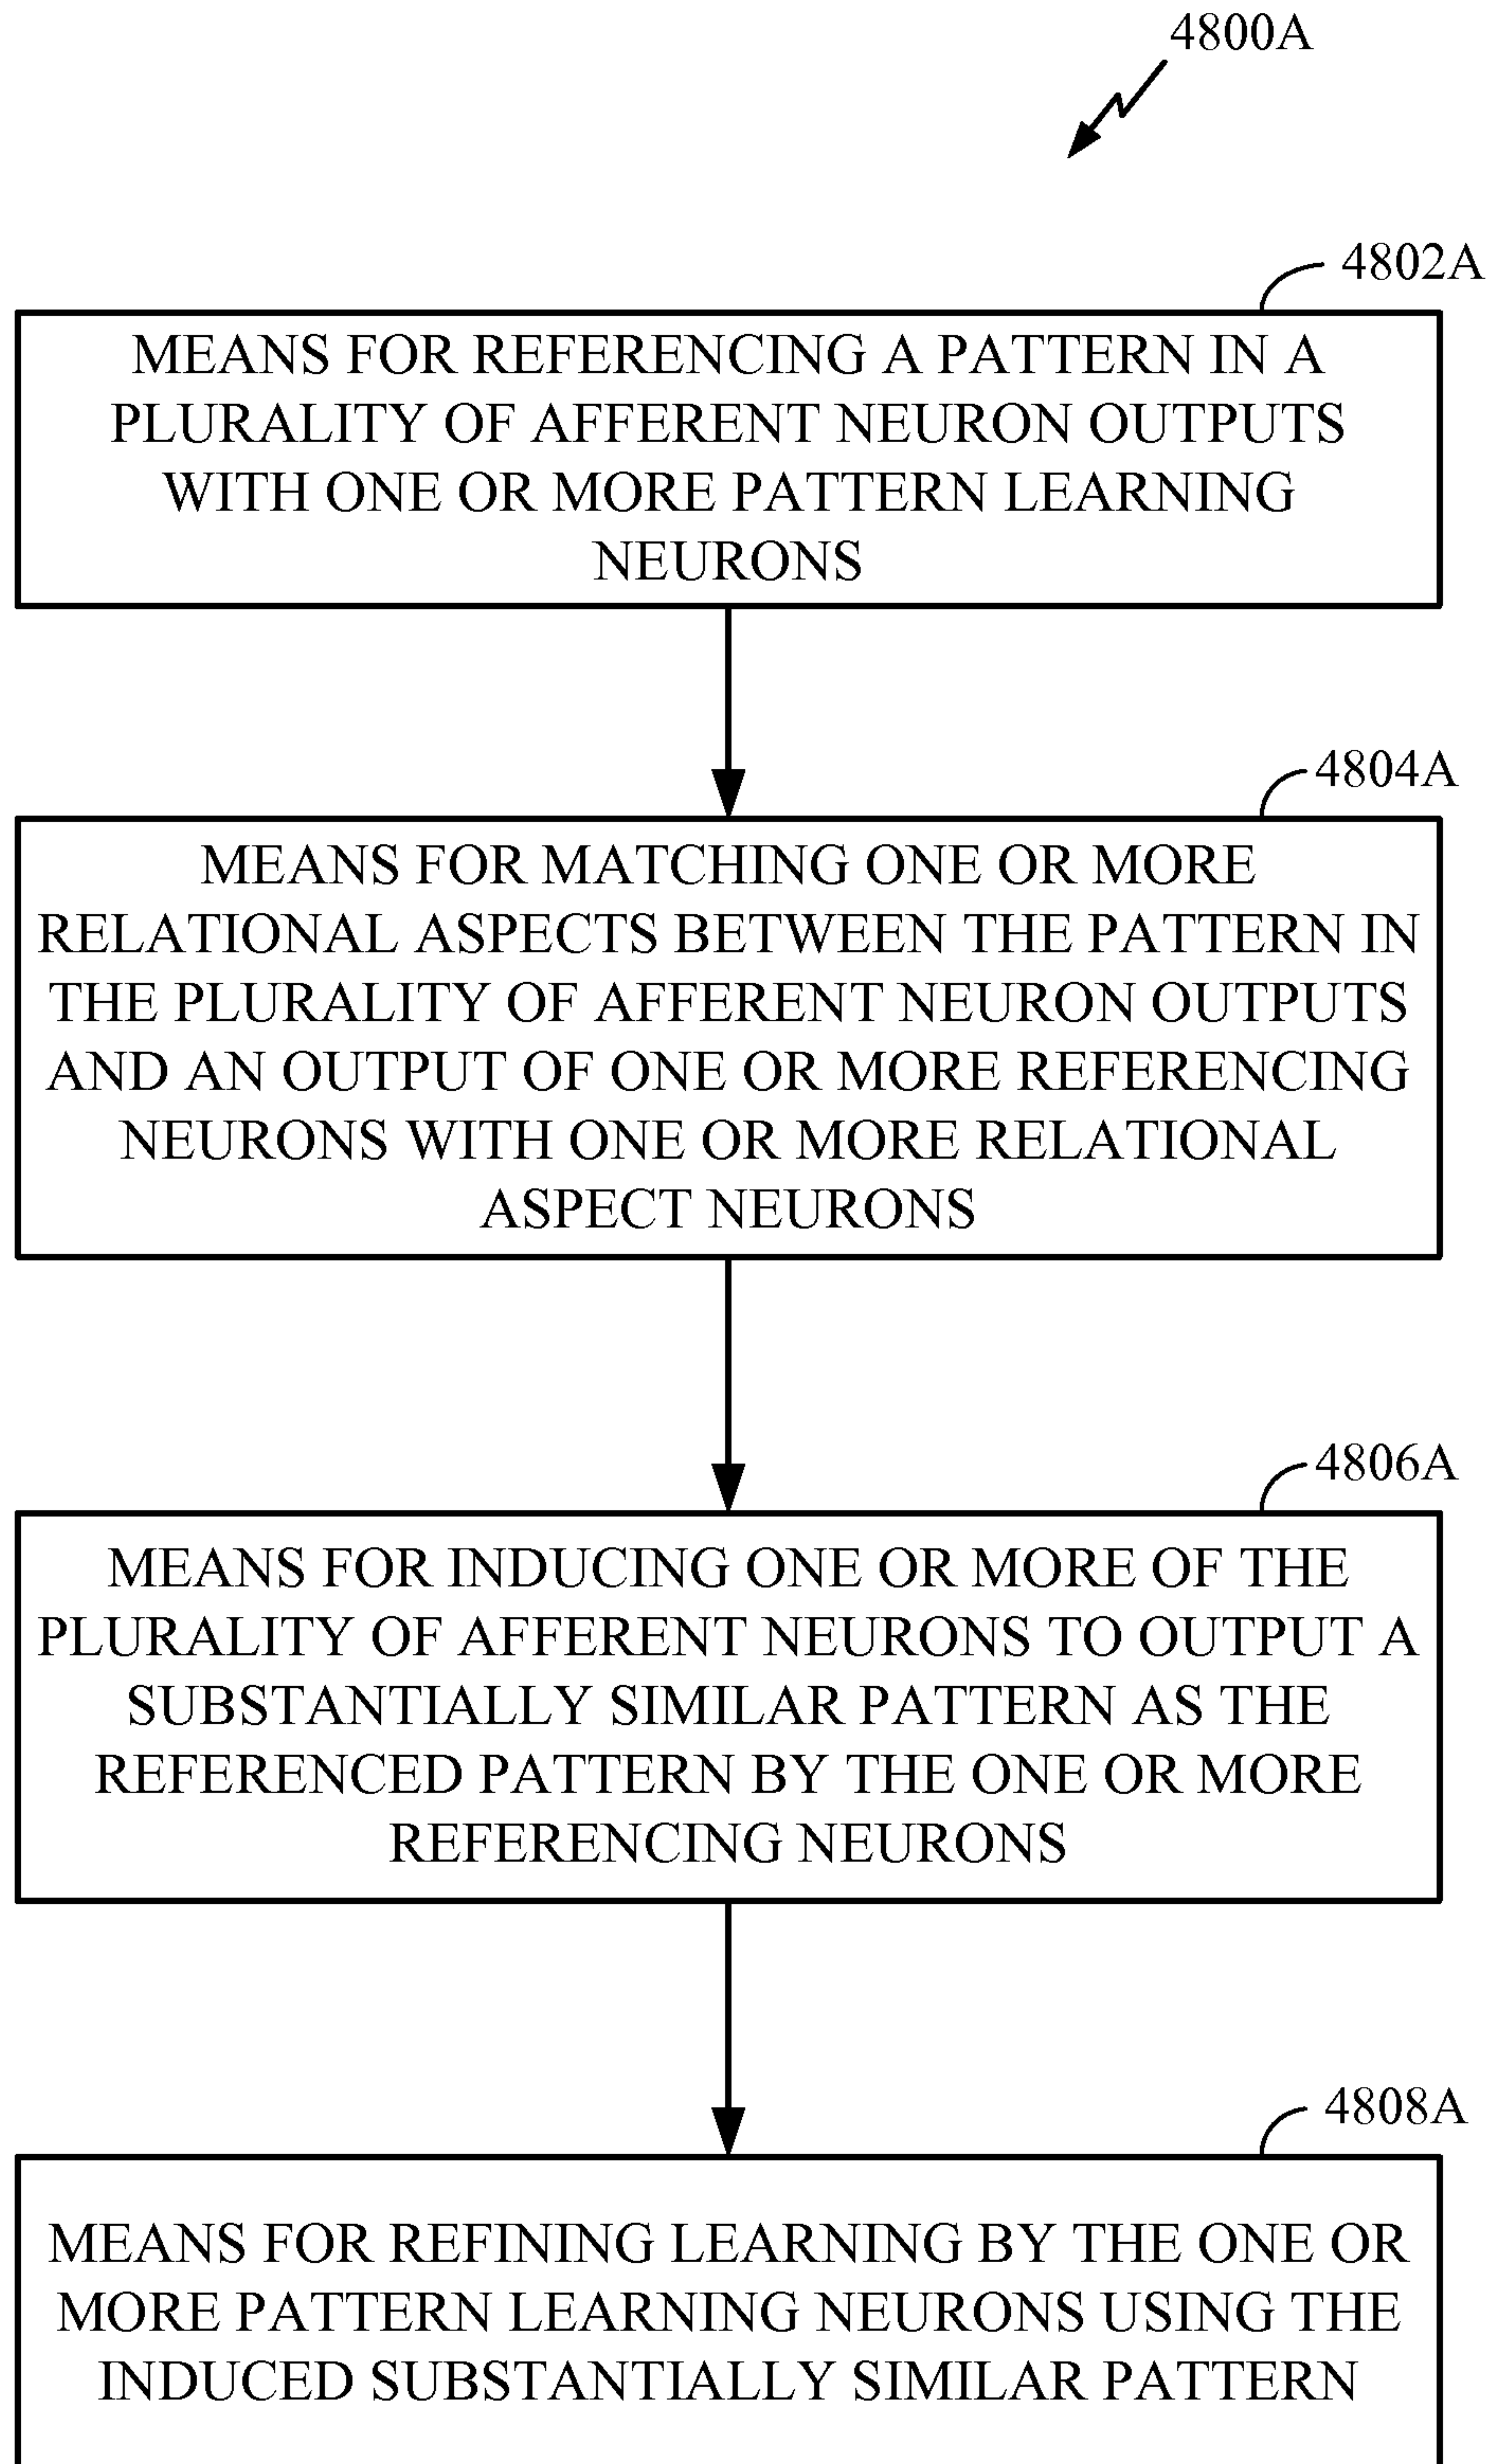 4800A
4802A
MEANS FOR REFERENCING A PATTERN IN A
PLURALITY OF AFFERENT NEURON OUTPUTS
WITH ONE OR MORE PATTERN LEARNING
NEURONS
4804A
MEANS FOR MATCHING ONE OR MORE
RELATIONAL ASPECTS BETWEEN THE PATTERN IN
THE PLURALITY OF AFFERENT NEURON OUTPUTS
AND AN OUTPUT OF ONE OR MORE REFERENCING
NEURONS WITH ONE OR MORE RELATIONAL
ASPECT NEURONS
4806A
MEANS FOR INDUCING ONE OR MORE OF THE
PLURALITY OF AFFERENT NEURONS TO OUTPUT A
SUBSTANTIALLY SIMILAR PATTERN AS THE
REFERENCED PATTERN BY THE ONE OR MORE
REFERENCING NEURONS
4808A
MEANS FOR REFINING LEARNING BY THE ONE OR
MORE PATTERN LEARNING NEURONS USING THE
INDUCED SUBSTANTIALLY SIMILAR PATTERN